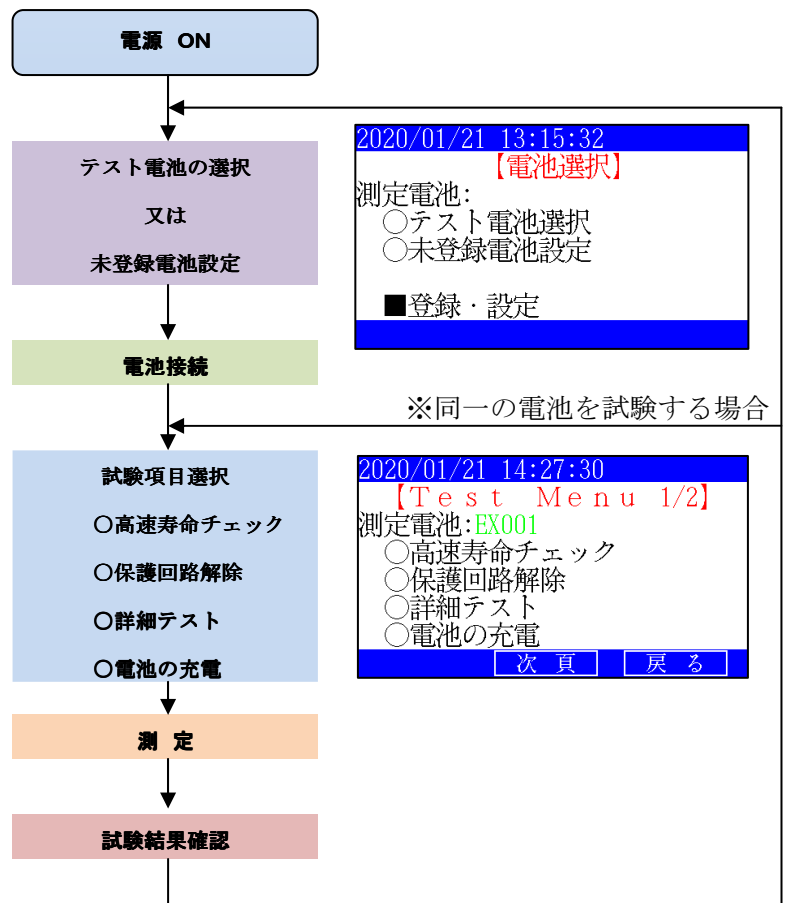 電源 ON
テスト電池の選択
又は
未登録電池設定
2020/01/21 13:15:32
【電池選択】
測定電池:
○テスト電池選択
○未登録電池設定
■登録・設定
電池接続
※同一の電池を試験する場合
試験項目選択
○高速寿命チェック
○保護回路解除
○詳細テスト
○電池の充電
2020/01/21 14:27:30
【Test Menu 1/2】
測定電池:EX001
○高速寿命チェック
○保護回路解除
○詳細テスト
○電池の充電
次頁 戻る
測 定
試験結果確認